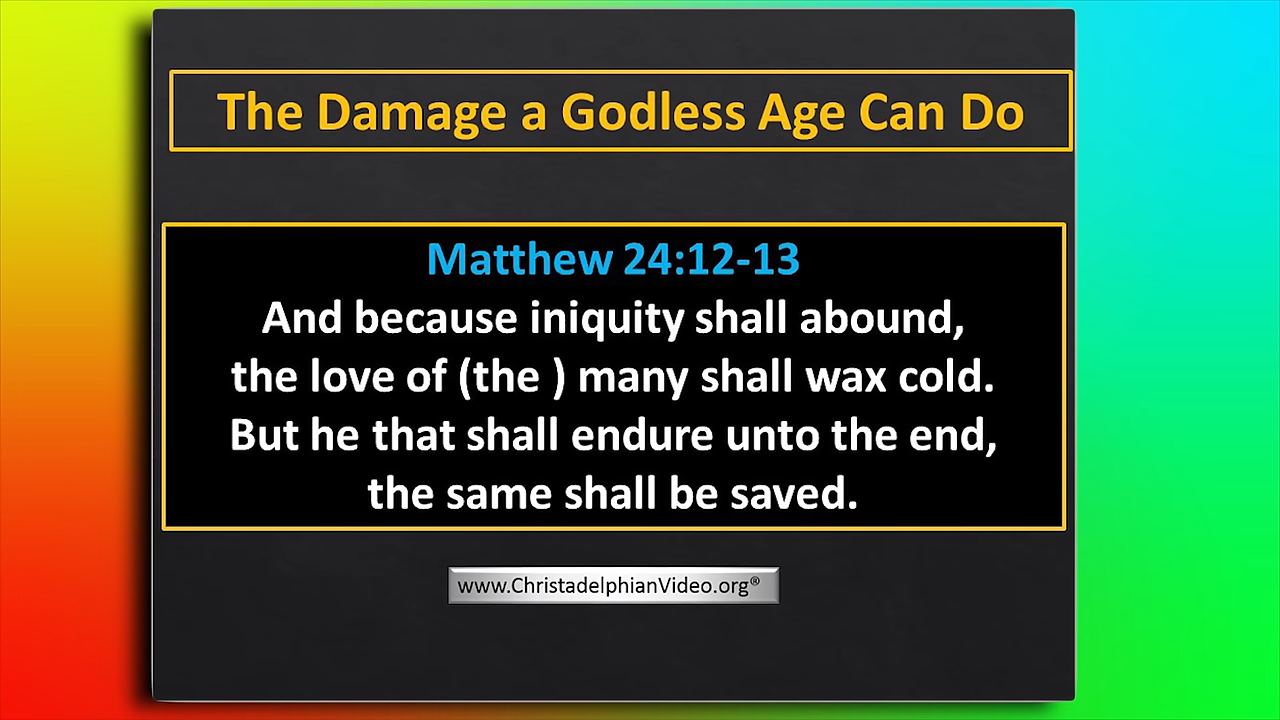 The Damage a Godless Age Can Do
Matthew 24:12-13
And because iniquity shall abound,
the love of (the ) many shall wax cold.
But he that shall endure unto the end,
the same shall be saved.
www.ChristadelphianVideo.org®